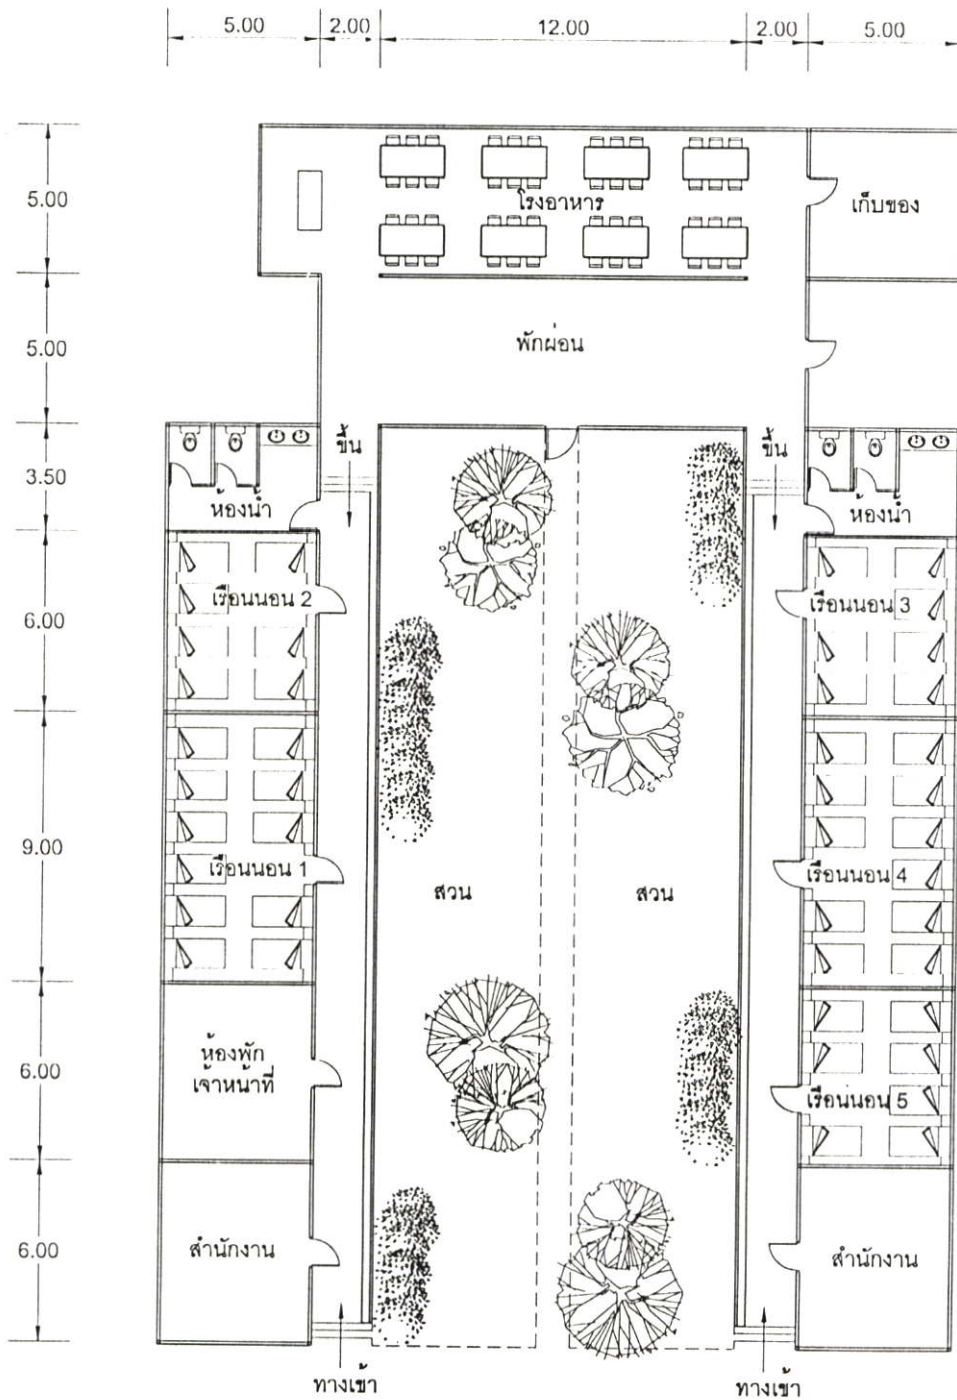 5.00 2.00 12.00 2.00 5.00
5.00
โรงอาหาร
เก็บของ
5.00
พักผ่อน
3.50
ขึ้น
ขึ้น
ห้องน้ำ
ห้องน้ำ
6.00
เรือนนอน 2
เรือนนอน 3
9.00
เรือนนอน 1
เรือนนอน 4
สวน
สวน
6.00
ห้องพัก
เจ้าหน้าที่
เรือนนอน 5
6.00
สำนักงาน
สำนักงาน
ทางเข้า
ทางเข้า